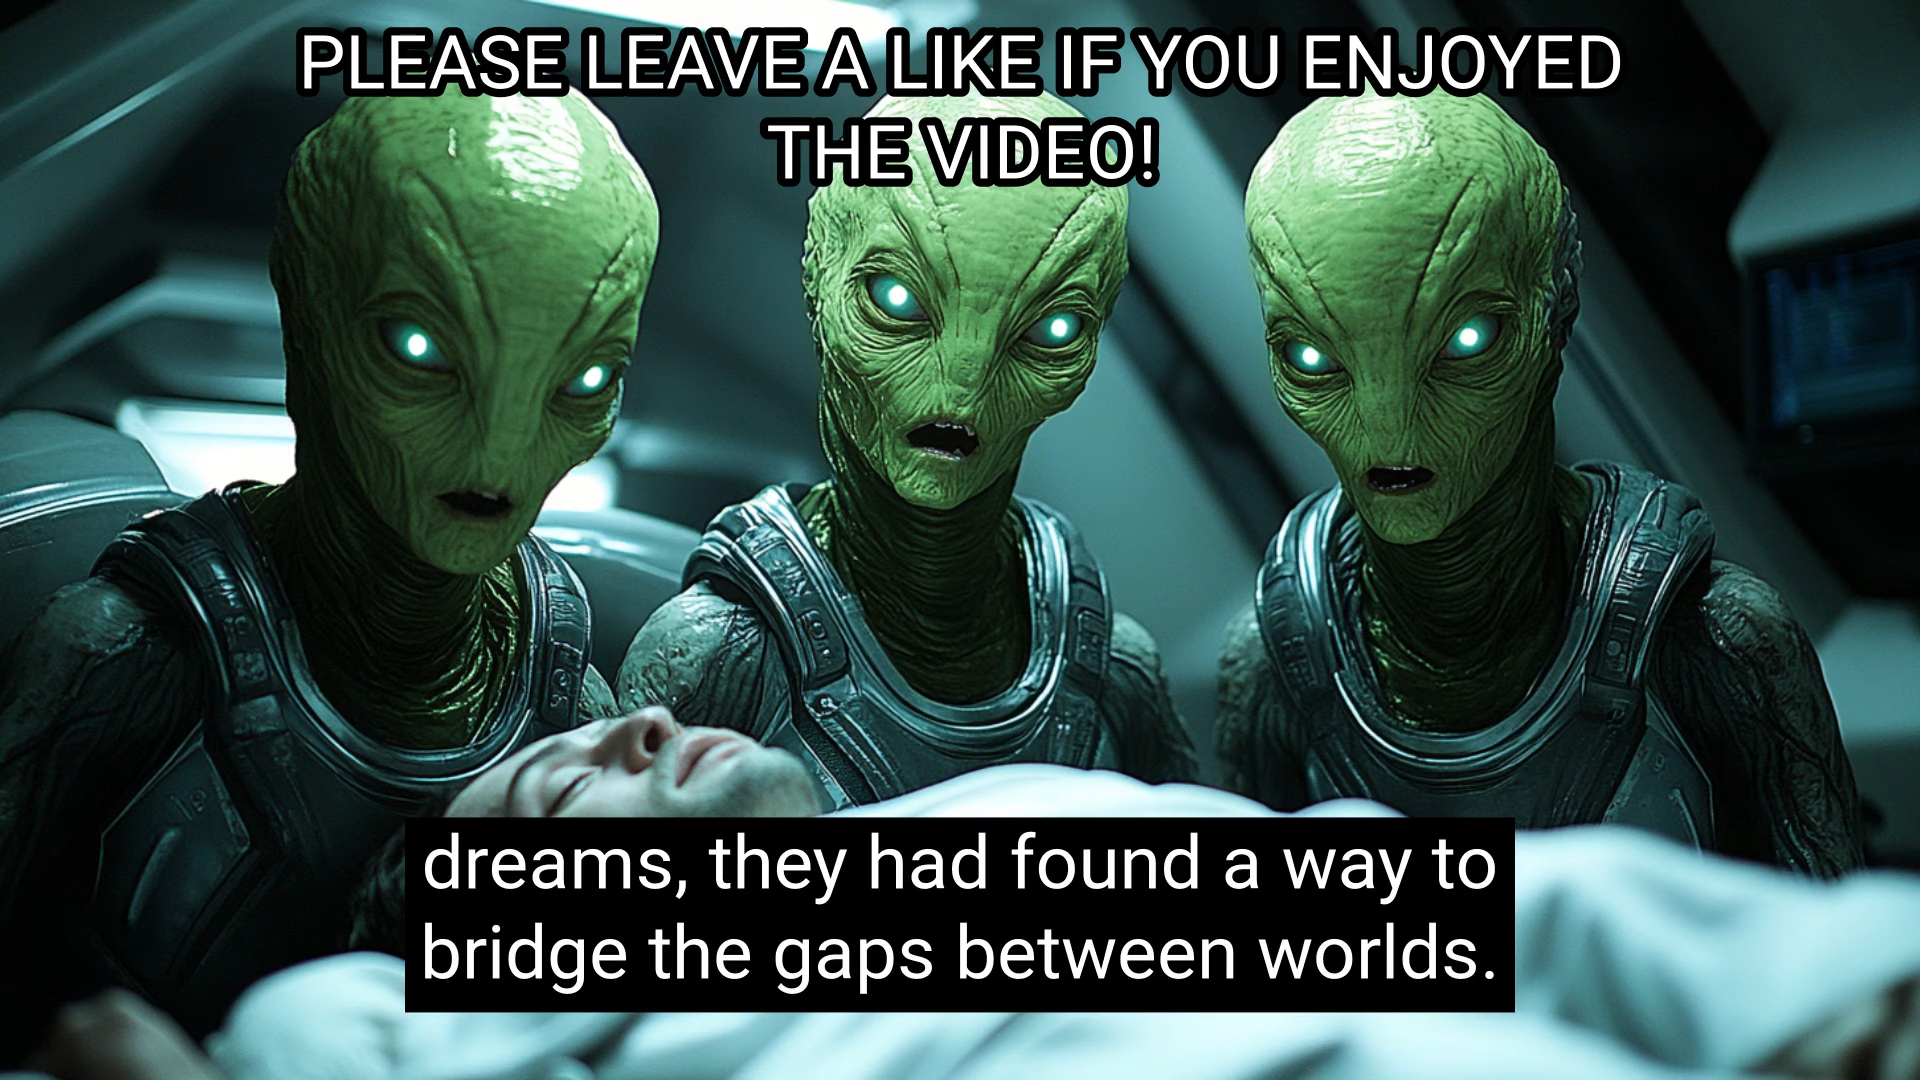 PLEASE LEAVE A LIKE IF YOU ENJOYED
THE VIDEO!
dreams, they had found a way to
bridge the gaps between worlds.